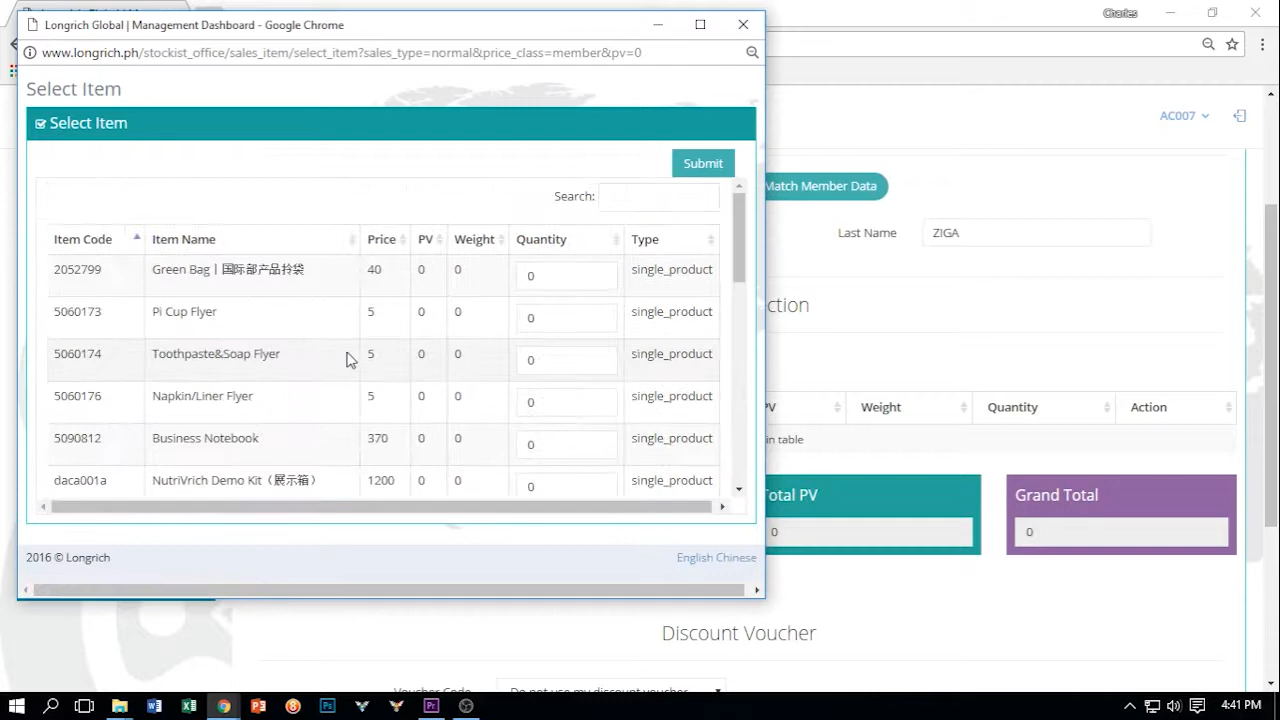 Longrich Global | Management Dashboard - Google Chrome
Charles
www.longrich.ph/stockist_office/sales_item/select_item?sales_type=normal&price_class=member&pv=0
Select Item
Select Item
AC007
Submit
Match Member Data
Search:
Last Name ZIGA
Item Code Item Name Price PV Weight Quantity Type
2052799 Green Bag丨国际部产品拎袋 40 0 0 0 single_product
ction
5060173 Pi Cup Flyer 5 0 0 0 single_product
5060174 Toothpaste&Soap Flyer 5 0 0 0 single_product
5060176 Napkin/Liner Flyer 5 0 0 0 single_product
PV Weight Quantity Action
5090812 Business Notebook 370 0 0 0 single_product
in table
daca001a NutriVrich Demo Kit（展示箱） 1200 0 0 0 single_product
Total PV Grand Total
0 0
2016 © Longrich English Chinese
Discount Voucher
Voucher Code Do not use my discount voucher
4:41 PM